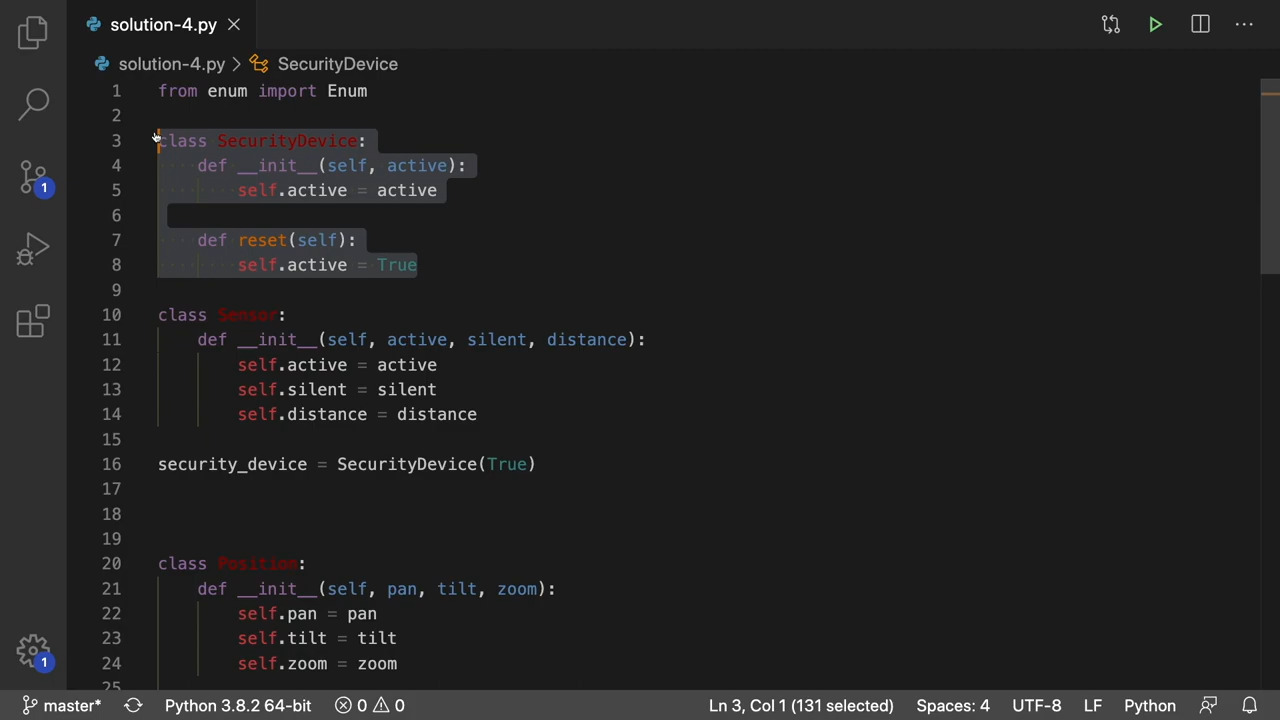 solution-4.py
solution-4.py > SecurityDevice
1 from enum import Enum
2
3 class SecurityDevice:
4 def __init__(self, active):
5 self.active = active
6
7 def reset(self):
8 self.active = True
9
10 class Sensor:
11 def __init__(self, active, silent, distance):
12 self.active = active
13 self.silent = silent
14 self.distance = distance
15
16 security_device = SecurityDevice(True)
17
18
19
20 class Position:
21 def __init__(self, pan, tilt, zoom):
22 self.pan = pan
23 self.tilt = tilt
24 self.zoom = zoom
25
1
1
master* Python 3.8.2 64-bit 0 0 Ln 3, Col 1 (131 selected) Spaces: 4 UTF-8 LF Python